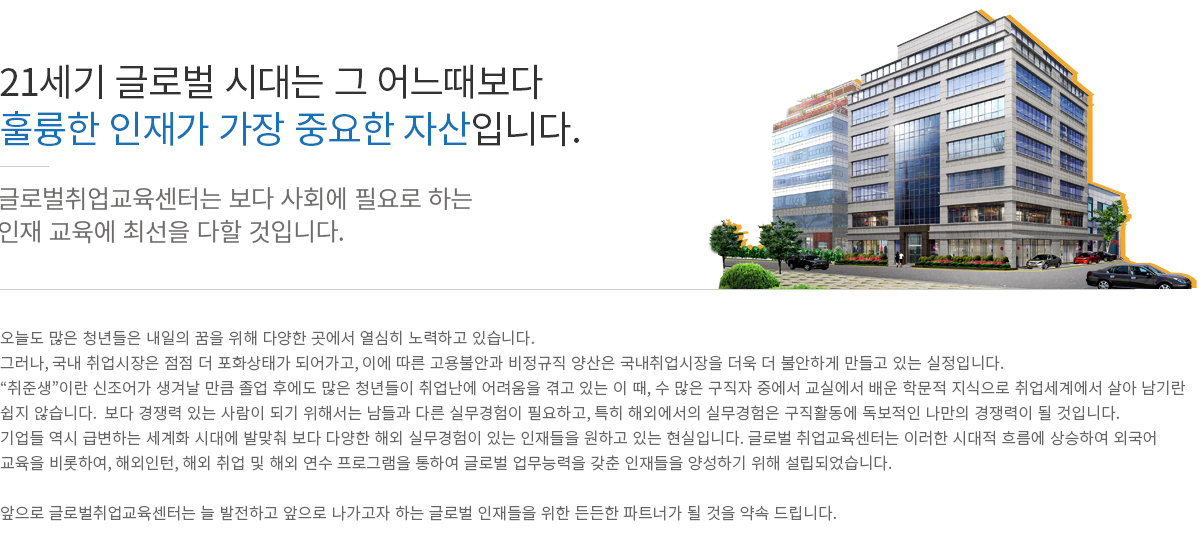 21세기 글로벌 시대는 그 어느때보다
훌륭한 인재가 가장 중요한 자산입니다.
글로벌취업교육센터는 보다 사회에 필요로 하는
인재 교육에 최선을 다할 것입니다.
오늘도 많은 청년들은 내일의 꿈을 위해 다양한 곳에서 열심히 노력하고 있습니다.
그러나, 국내 취업시장은 점점 더 포화상태가 되어가고, 이에 따른 고용불안과 비정규직 양산은 국내취업시장을 더욱 더 불안하게 만들고 있는 실정입니다.
“취준생”이란 신조어가 생겨날 만큼 졸업 후에도 많은 청년들이 취업난에 어려움을 겪고 있는 이 때, 수 많은 구직자 중에서 교실에서 배운 학문적 지식으로 취업세계에서 살아 남기란
쉽지 않습니다. 보다 경쟁력 있는 사람이 되기 위해서는 남들과 다른 실무경험이 필요하고, 특히 해외에서의 실무경험은 구직활동에 독보적인 나만의 경쟁력이 될 것입니다.
기업들 역시 급변하는 세계화 시대에 발맞춰 보다 다양한 해외 실무경험이 있는 인재들을 원하고 있는 현실입니다. 글로벌 취업교육센터는 이러한 시대적 흐름에 상승하여 외국어
교육을 비롯하여, 해외인턴, 해외 취업 및 해외 연수 프로그램을 통하여 글로벌 업무능력을 갖춘 인재들을 양성하기 위해 설립되었습니다.
앞으로 글로벌취업교육센터는 늘 발전하고 앞으로 나가고자 하는 글로벌 인재들을 위한 든든한 파트너가 될 것을 약속 드립니다.